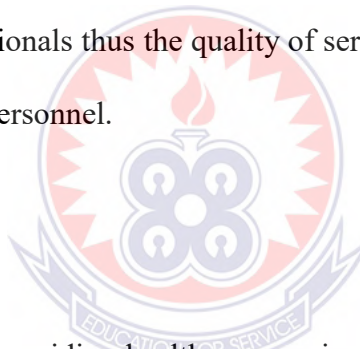 ionals thus the quality of ser
ersonnel.
EDUCATION FOR SERVICE